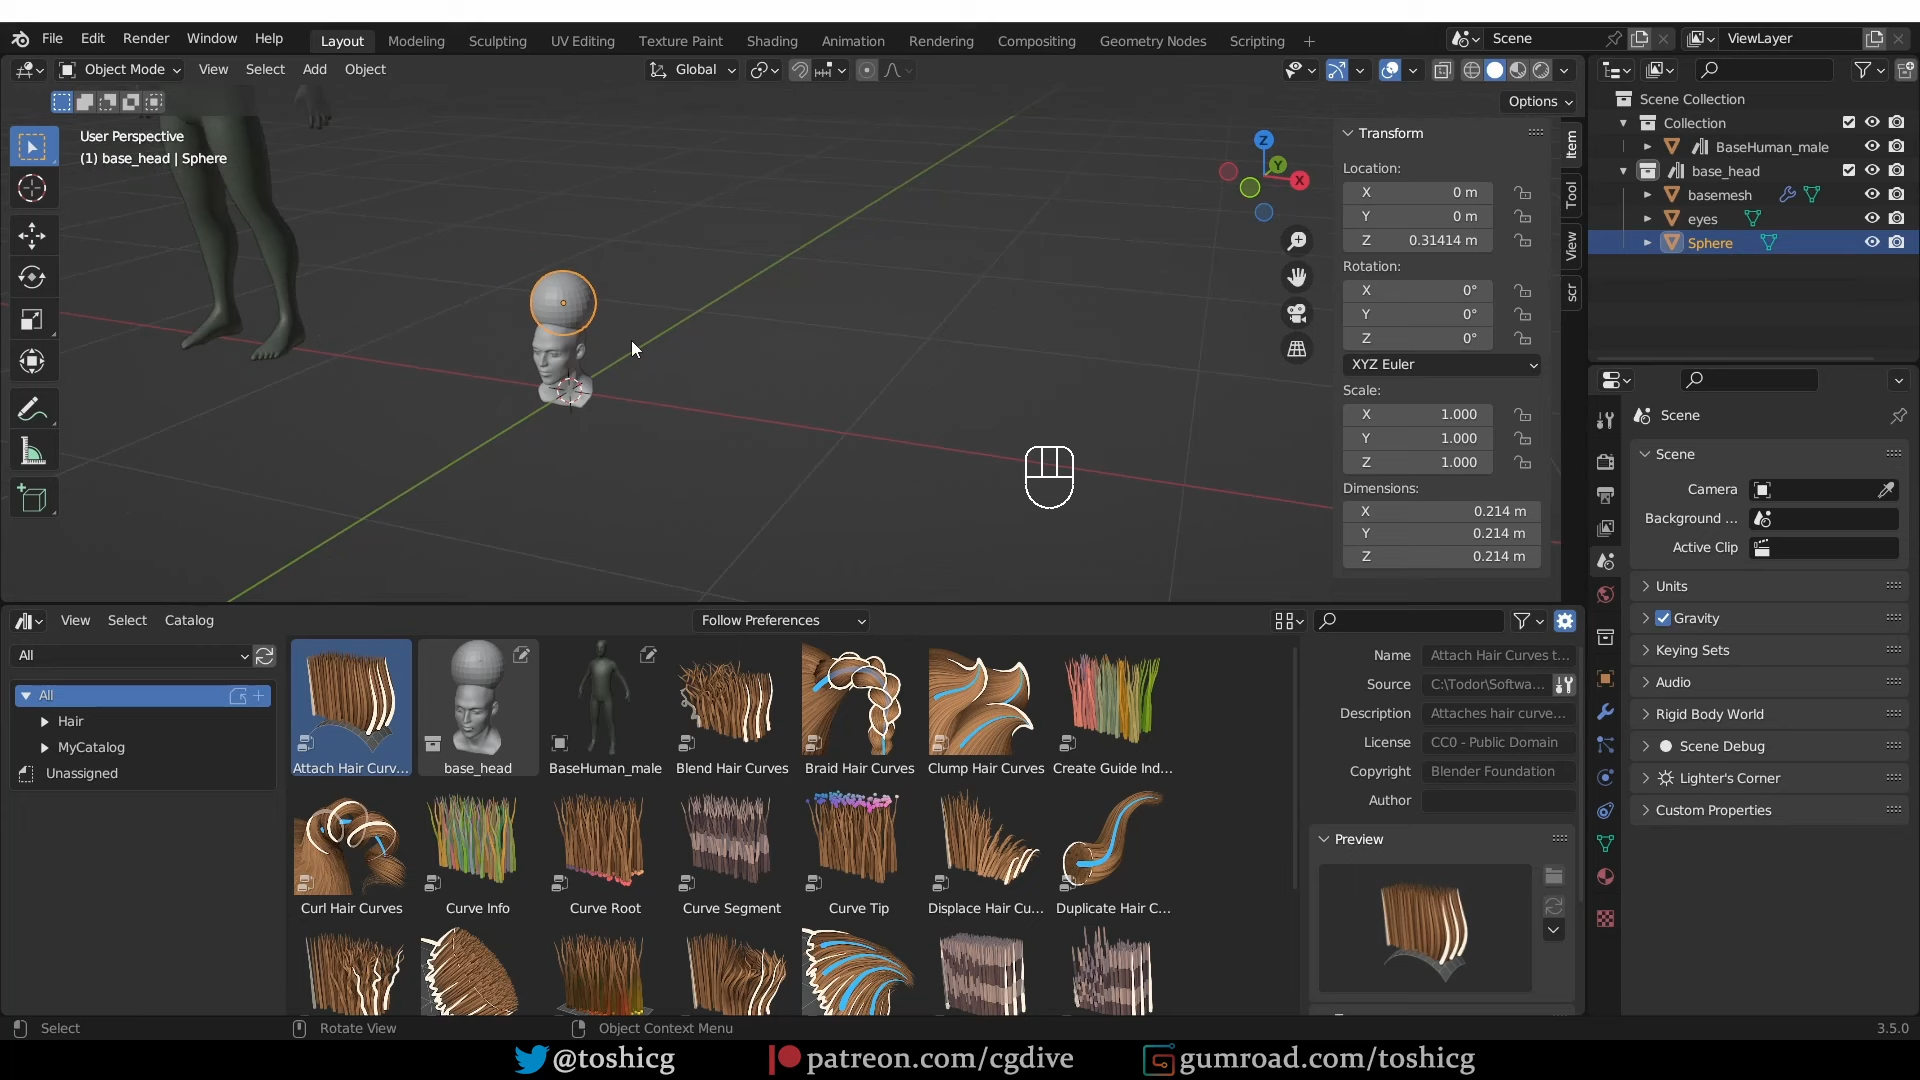 File Edit Render Window Help Layout Modeling Sculpting UV Editing Texture Paint Shading Animation Rendering Compositing Geometry Nodes Scripting + Scene ViewLayer
Object Mode View Select Add Object Global
Options
User Perspective
(1) base_head | Sphere
Z
Y
X
Transform
Location:
X 0 m
Y 0 m
Z 0.31414 m
Rotation:
X 0°
Y 0°
Z 0°
XYZ Euler
Scale:
X 1.000
Y 1.000
Z 1.000
Dimensions:
X 0.214 m
Y 0.214 m
Z 0.214 m
Item
Tool
View
scr
Scene Collection
Collection
BaseHuman_male
base_head
basemesh
eyes
Sphere
Scene
Scene
Camera
Background ...
Active Clip
Units
Gravity
Keying Sets
Audio
Rigid Body World
Scene Debug
Lighter's Corner
Custom Properties
View Select Catalog Follow Preferences
All
All
Hair
MyCatalog
Unassigned
Attach Hair Curv... base_head BaseHuman_male Blend Hair Curves Braid Hair Curves Clump Hair Curves Create Guide Ind...
Curl Hair Curves Curve Info Curve Root Curve Segment Curve Tip Displace Hair Cu... Duplicate Hair C...
Name Attach Hair Curves t...
Source C:\Todor\Softwa...
Description Attaches hair curve...
License CC0 - Public Domain
Copyright Blender Foundation
Author
Preview
Select Rotate View Object Context Menu 3.5.0
@toshicg patreon.com/cgdive gumroad.com/toshicg